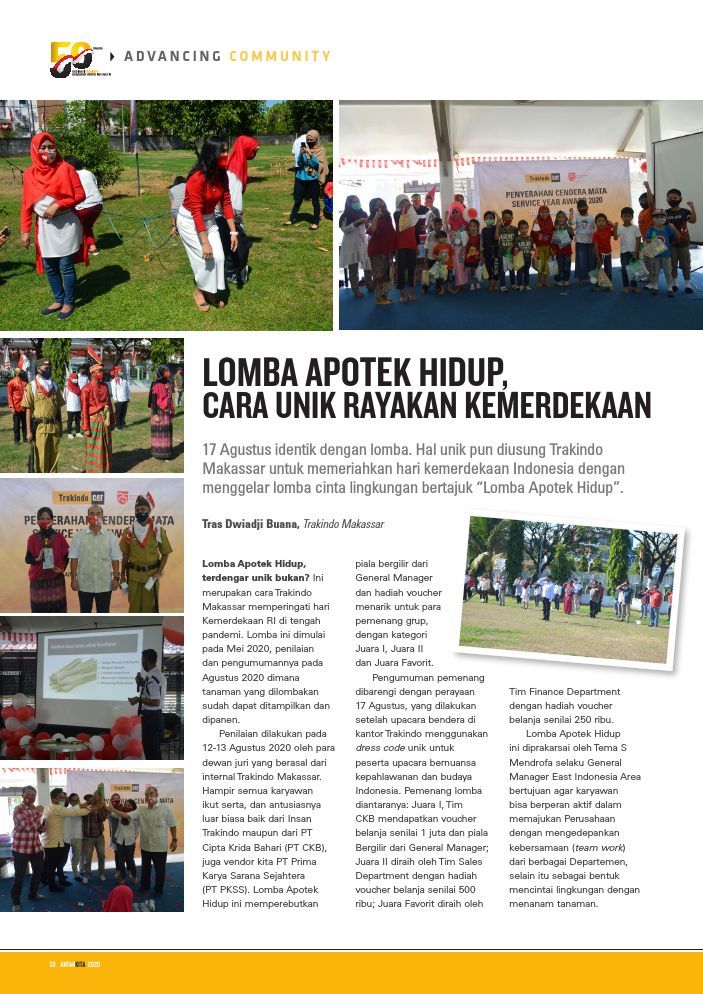 50
ADVANCING COMMUNITY
Trakindo CAT
PENYERAHAN CENDERA MATA
SERVICE YEAR AWARD 2020
LOMBA APOTEK HIDUP,
CARA UNIK RAYAKAN KEMERDEKAAN
17 Agustus identik dengan lomba. Hal unik pun diusung Trakindo
Makassar untuk memeriahkan hari kemerdekaan Indonesia dengan
menggelar lomba cinta lingkungan bertajuk “Lomba Apotek Hidup”.
Tras Dwiadji Buana, Trakindo Makassar
Trakindo CAT
Lomba Apotek Hidup,
terdengar unik bukan? Ini
merupakan cara Trakindo
Makassar memperingati hari
Kemerdekaan RI di tengah
pandemi. Lomba ini dimulai
pada Mei 2020, penilaian
dan pengumumannya pada
Agustus 2020 dimana
tanaman yang dilombakan
sudah dapat ditampilkan dan
dipanen.
Penilaian dilakukan pada
12-13 Agustus 2020 oleh para
dewan juri yang berasal dari
internal Trakindo Makassar.
Hampir semua karyawan
ikut serta, dan antusiasnya
luar biasa baik dari Insan
Trakindo maupun dari PT
Cipta Krida Bahari (PT CKB),
juga vendor kita PT Prima
Karya Sarana Sejahtera
(PT PKSS). Lomba Apotek
Hidup ini memperebutkan
piala bergilir dari
General Manager
dan hadiah voucher
menarik untuk para
pemenang grup,
dengan kategori
Juara I, Juara II
dan Juara Favorit.
Pengumuman pemenang
dibarengi dengan perayaan
17 Agustus, yang dilakukan
setelah upacara bendera di
kantor Trakindo menggunakan
dress code unik untuk
peserta upacara bernuansa
kepahlawanan dan budaya
Indonesia. Pemenang lomba
diantaranya: Juara I, Tim
CKB mendapatkan voucher
belanja senilai 1 juta dan piala
Bergilir dari General Manager;
Juara II diraih oleh Tim Sales
Department dengan hadiah
voucher belanja senilai 500
ribu; Juara Favorit diraih oleh
Tim Finance Department
dengan hadiah voucher
belanja senilai 250 ribu.
Lomba Apotek Hidup
ini diprakarsai oleh Tema S
Mendrofa selaku General
Manager East Indonesia Area
bertujuan agar karyawan
bisa berperan aktif dalam
memajukan Perusahaan
dengan mengedepankan
kebersamaan (team work)
dari berbagai Departemen,
selain itu sebagai bentuk
mencintai lingkungan dengan
menanam tanaman.
ANTARKITA 2020